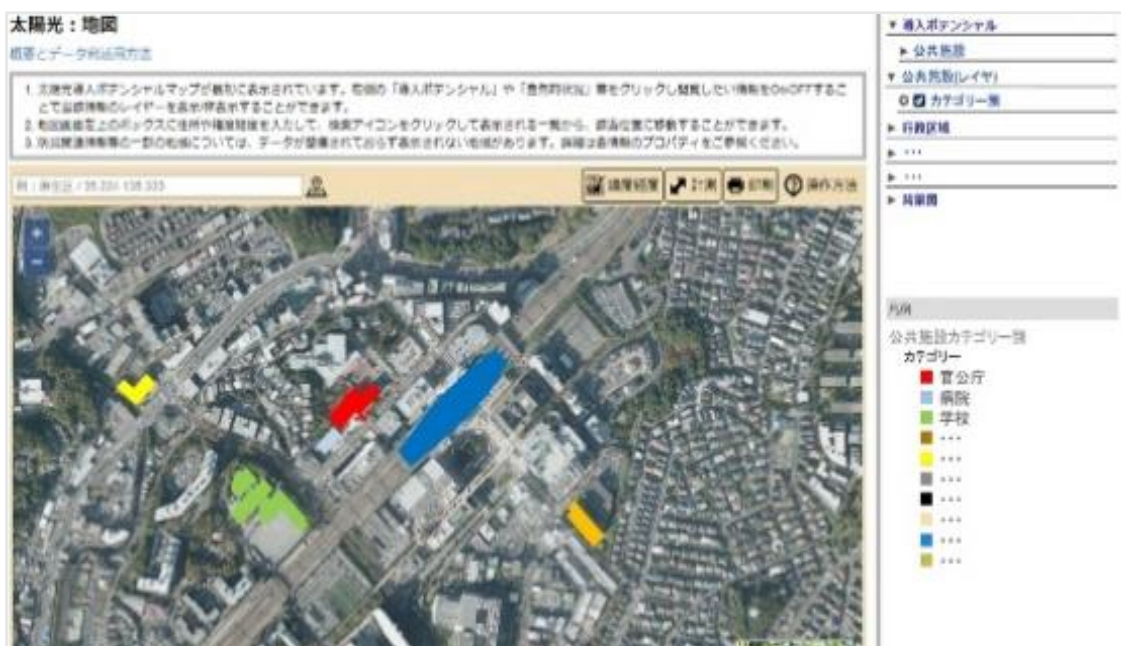 太陽光：地図
概要とデータ利活用方法
1. 太陽光導入ポテンシャルマップが最初に表示されています。右側の「導入ポテンシャル」や「自然的状況」等をクリックし閲覧したい情報をOn/OFFするこ
とで当該情報のレイヤーを表示/非表示することができます。
2. 地図画面左上のボックスに住所や緯度経度を入力して、検索アイコンをクリックして表示される一覧から、該当位置に移動することができます。
3. 防災関連情報等の一部の地域については、データが整備されておらず表示されない地域があります。詳細は各情報のプロパティをご参照ください。
緯度経度
計測
印刷
操作方法
+
-
▼ 導入ポテンシャル
▶ 公共施設
▼ 公共施設(レイヤ)
カテゴリー別
▶ 行政区域
▶ ･･･
▶ ･･･
▶ 背景図
凡例
公共施設カテゴリー別
カテゴリー
官公庁
病院
学校
･･･
･･･
･･･
･･･
･･･
･･･
･･･